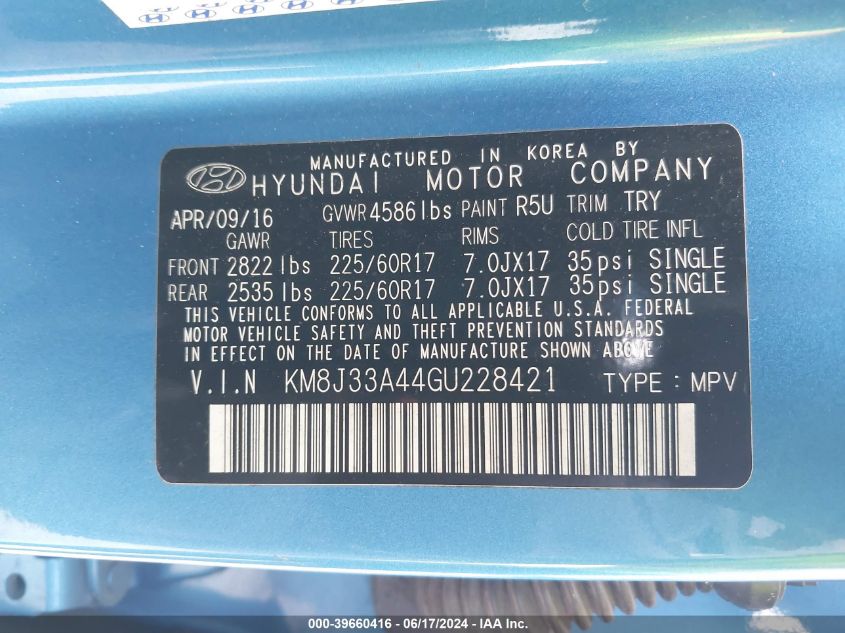 MANUFACTURED IN KOREA BY
HYUNDAI MOTOR COMPANY
APR/09/16 GVWR 4586 lbs PAINT R5U TRIM TRY
GAWR TIRES RIMS COLD TIRE INFL
FRONT 2822 lbs 225/60R17 7.0JX17 35psi SINGLE
REAR 2535 lbs 225/60R17 7.0JX17 35psi SINGLE
THIS VEHICLE CONFORMS TO ALL APPLICABLE U.S.A. FEDERAL
MOTOR VEHICLE SAFETY AND THEFT PREVENTION STANDARDS
IN EFFECT ON THE DATE OF MANUFACTURE SHOWN ABOVE
V.I.N KM8J33A44GU228421 TYPE : MPV
000-39660416 - 06/17/2024 - IAA Inc.